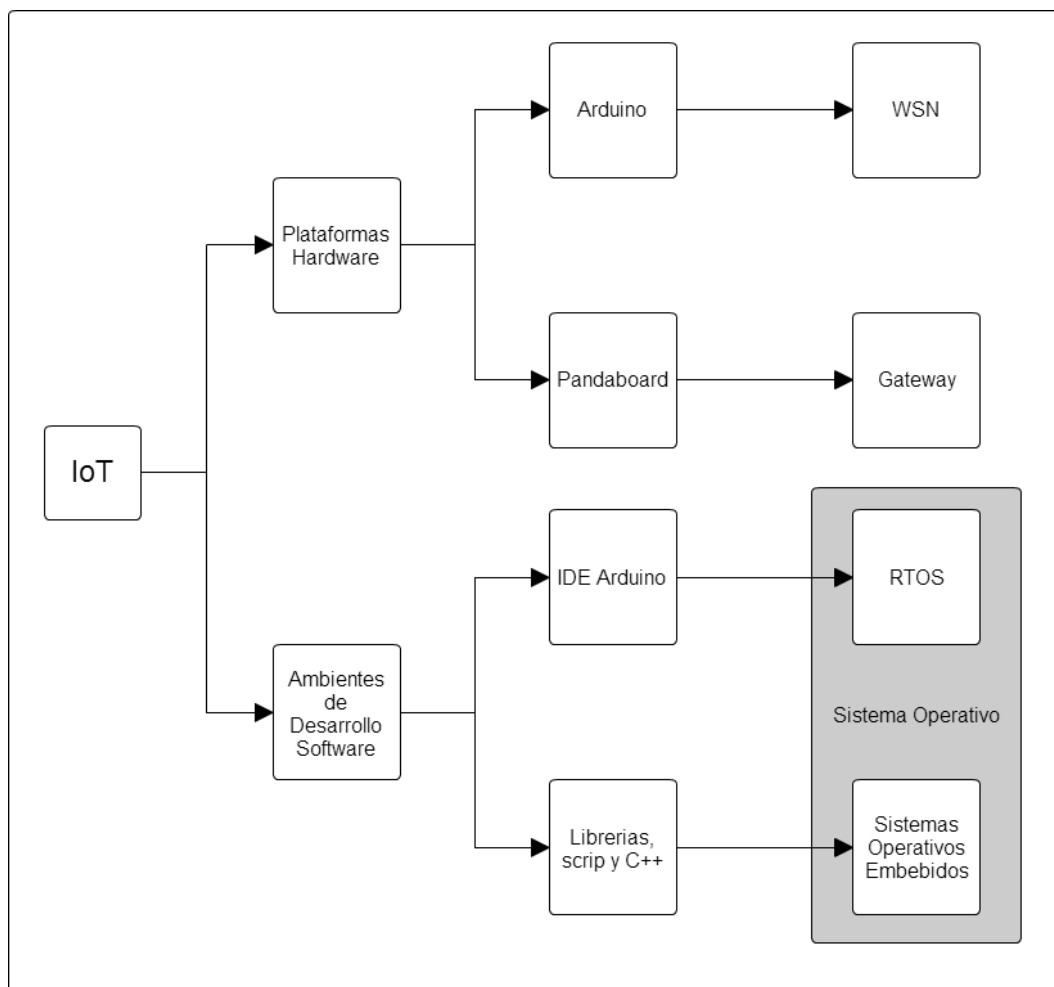 Arduino
WSN
Plataformas
Hardware
Pandaboard
Gateway
IoT
IDE Arduino
RTOS
Ambientes
de
Desarrollo
Software
Sistema Operativo
Librerias,
scrip y C++
Sistemas
Operativos
Embebidos